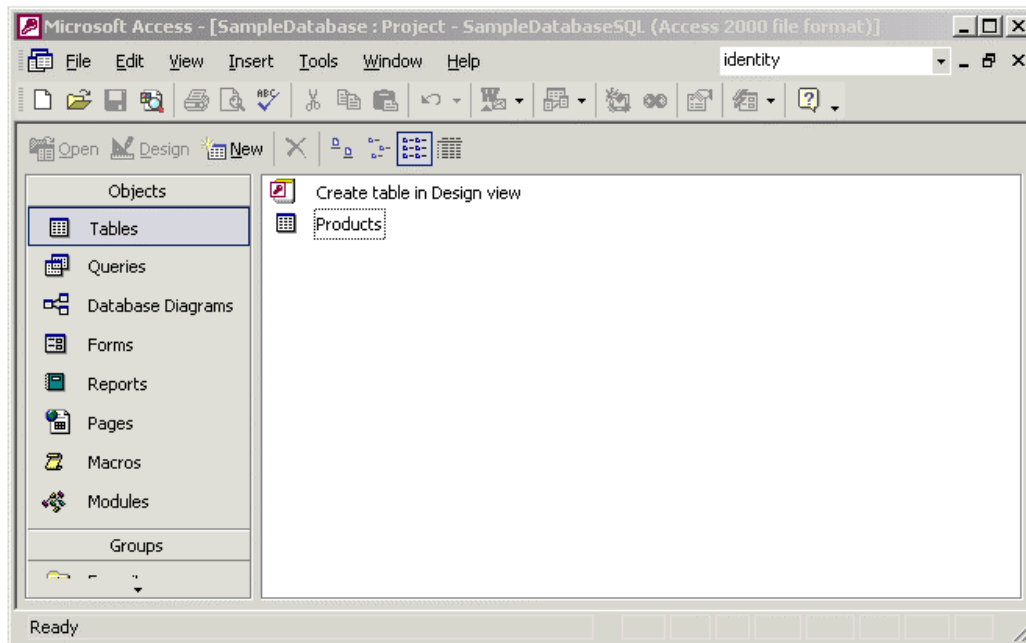 Microsoft Access - [SampleDatabase : Project - SampleDatabaseSQL (Access 2000 file format)]
File Edit View Insert Tools Window Help identity
ABC
Open Design New
Objects
Create table in Design view
Tables
Products
Queries
Database Diagrams
Forms
Reports
Pages
Macros
Modules
Groups
Ready